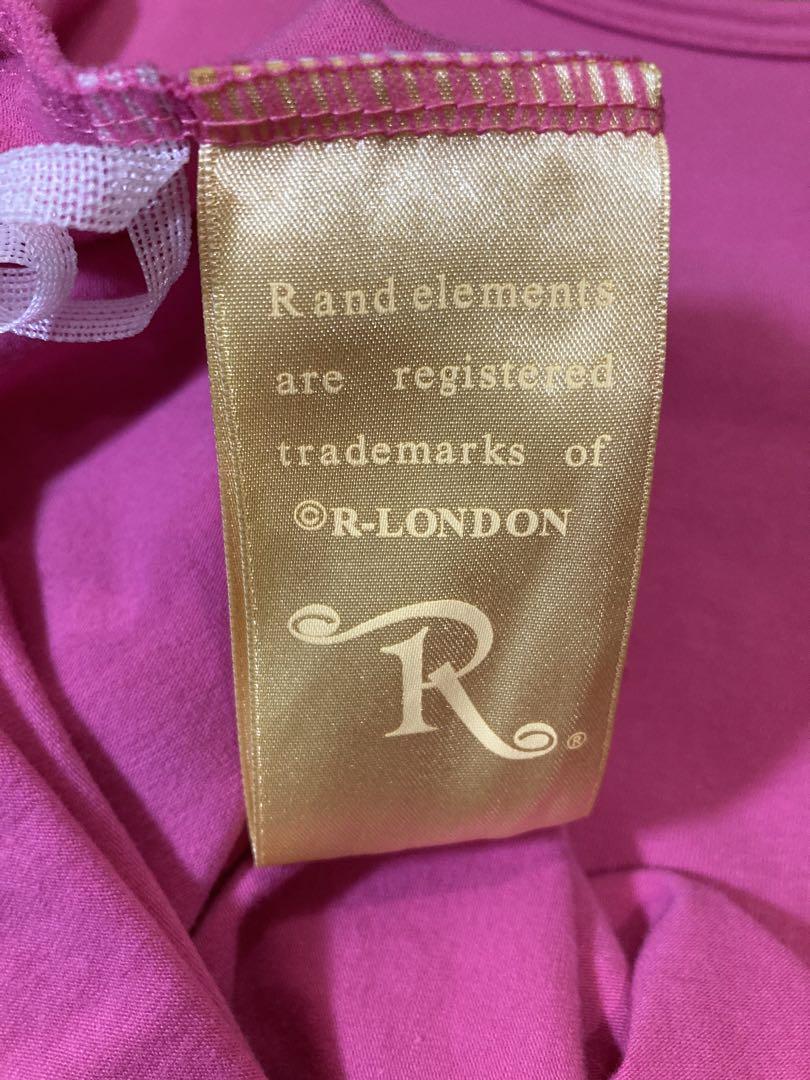 R and elements
are registered
trademarks of
©R-LONDON
R®